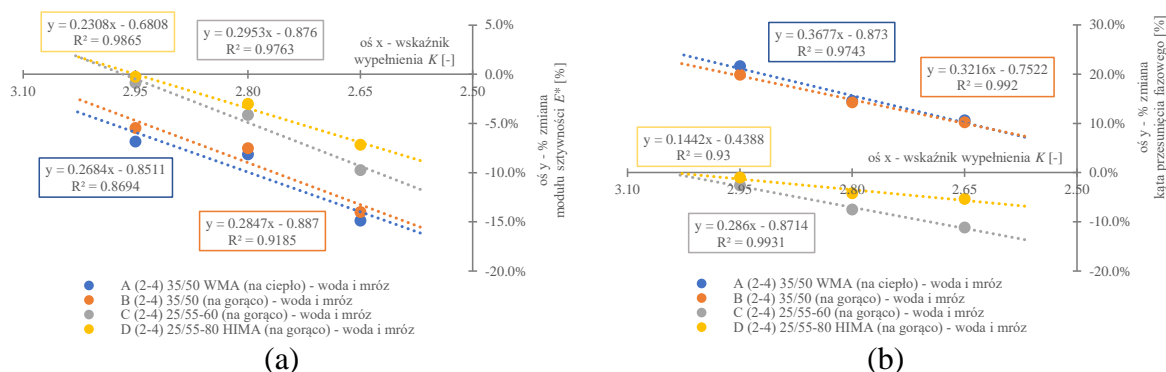 y = 0.2308x - 0.6808
R² = 0.9865
y = 0.2953x - 0.876
R² = 0.9763
oś x - wskaźnik
wypełnienia K [-]
5.0%
0.0%
-5.0%
-10.0%
-15.0%
-20.0%
3.10
2.95
2.80
2.65
2.50
oś y - % zmiana
modułu sztywności E* [%]
y = 0.2684x - 0.8511
R² = 0.8694
y = 0.2847x - 0.887
R² = 0.9185
A (2-4) 35/50 WMA (na ciepło) - woda i mróz
B (2-4) 35/50 (na gorąco) - woda i mróz
C (2-4) 25/55-60 (na gorąco) - woda i mróz
D (2-4) 25/55-80 HIMA (na gorąco) - woda i mróz
(a)
y = 0.3677x - 0.873
R² = 0.9743
y = 0.3216x - 0.7522
R² = 0.992
30.0%
20.0%
10.0%
0.0%
-10.0%
-20.0%
oś y - % zmiana
kąta przesunięcia fazowego [%]
y = 0.1442x - 0.4388
R² = 0.93
oś x - wskaźnik wypełnienia K [-]
3.10
2.95
2.80
2.65
2.50
y = 0.286x - 0.8714
R² = 0.9931
A (2-4) 35/50 WMA (na ciepło) - woda i mróz
B (2-4) 35/50 (na gorąco) - woda i mróz
C (2-4) 25/55-60 (na gorąco) - woda i mróz
D (2-4) 25/55-80 HIMA (na gorąco) - woda i mróz
(b)